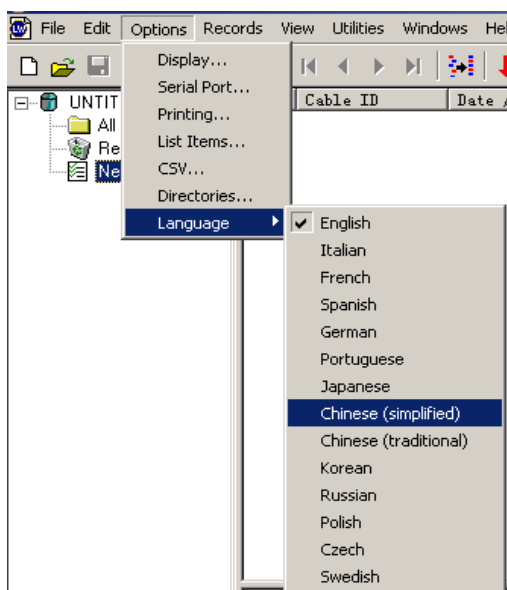 LW File Edit Options Records View Utilities Windows Hel
Display...
Serial Port...
Printing...
List Items...
CSV...
Directories...
Language
UNTIT
All
Re
Ne
Cable ID Date /
English
Italian
French
Spanish
German
Portuguese
Japanese
Chinese (simplified)
Chinese (traditional)
Korean
Russian
Polish
Czech
Swedish